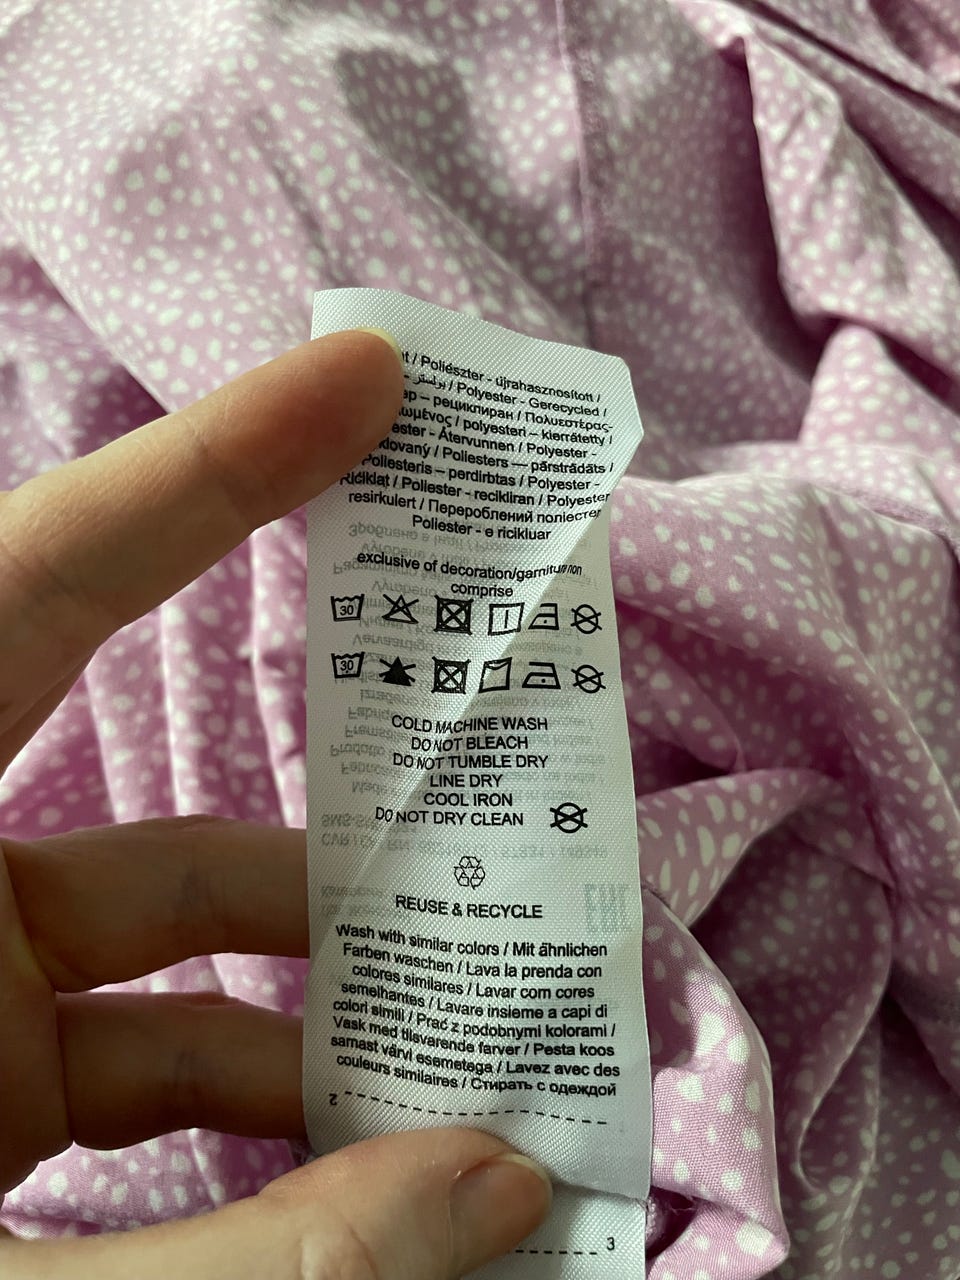 / Poliészter - újrahasznosított /
بوليستر - / Polyester - Gerecycled /
– рециклиран / Πολυεστέρας-
/ polyesteri – kierrätetty /
- Återvunnen / Polyester -
/ Poliesters — pārstrādāts /
Poliesteris – perdirbtas / Polyester -
Riciklat / Poliester - recikliran / Polyester
resirkulert / Перероблений поліестер
Poliester - e ricikluar
exclusive of decoration/garniture non
comprise
30
30
COLD MACHINE WASH
DO NOT BLEACH
DO NOT TUMBLE DRY
LINE DRY
COOL IRON
DO NOT DRY CLEAN
REUSE & RECYCLE
Wash with similar colors / Mit ähnlichen
Farben waschen / Lava la prenda con
colores similares / Lavar com cores
semelhantes / Lavare insieme a capi di
colori simili / Prać z podobnymi kolorami /
Vask med tilsvarende farver / Pesta koos
sarnast värvi esemetega / Lavez avec des
couleurs similaires / Стирать с одеждой
2
3